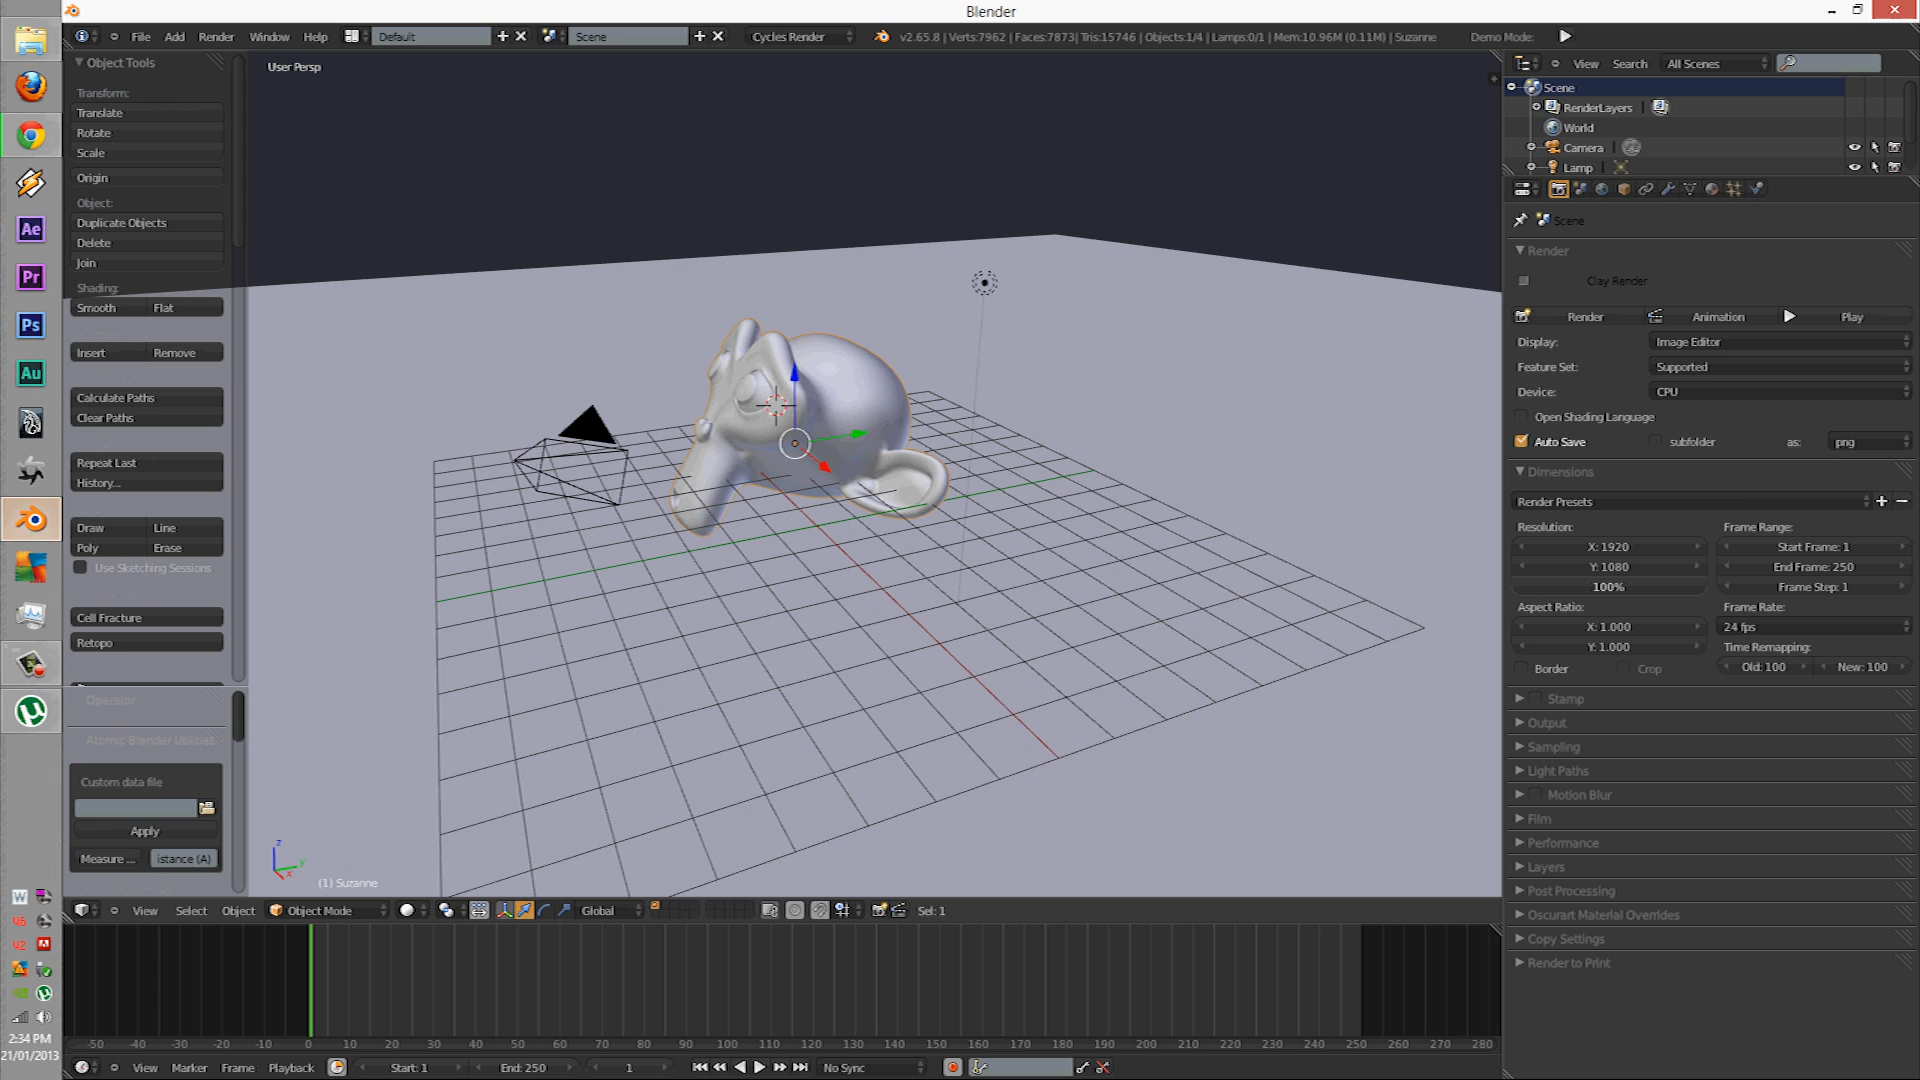 Blender
File Add Render Window Help Default Scene Cycles Render v2.65.8 | Verts:7962 | Faces:7873| Tris:15746 | Objects:1/4 | Lamps:0/1 | Mem:10.96M (0.11M) | Suzanne Demo Mode:
Object Tools
Transform:
Translate
Rotate
Scale
Origin
Object:
Duplicate Objects
Delete
Join
Shading:
Smooth Flat
Insert Remove
Calculate Paths
Clear Paths
Repeat Last
History...
Draw Line
Poly Erase
Use Sketching Sessions
Cell Fracture
Retopo
Operator
Atomic Blender Utilities
Custom data file
Apply
Measure ... istance (A)
User Persp
z
y
x
(1) Suzanne
View Select Object Object Mode Global Sel: 1
-50 -40 -30 -20 -10 0 10 20 30 40 50 60 70 80 90 100 110 120 130 140 150 160 170 180 190 200 210 220 230 240 250 260 270 280
View Marker Frame Playback Start: 1 End: 250 1 No Sync
View Search All Scenes
Scene
RenderLayers |
World
Camera |
Lamp |
Scene
Render
Clay Render
Render Animation Play
Display: Image Editor
Feature Set: Supported
Device: CPU
Open Shading Language
Auto Save subfolder as: png
Dimensions
Render Presets
Resolution: Frame Range:
X: 1920 Start Frame: 1
Y: 1080 End Frame: 250
100% Frame Step: 1
Aspect Ratio: Frame Rate:
X: 1.000 24 fps
Y: 1.000 Time Remapping:
Border Crop Old: 100 New: 100
Stamp
Output
Sampling
Light Paths
Motion Blur
Film
Performance
Layers
Post Processing
Oscurart Material Overrides
Copy Settings
Render to Print
Ae
Pr
Ps
Au
µ
W
2:34 PM
21/01/2013